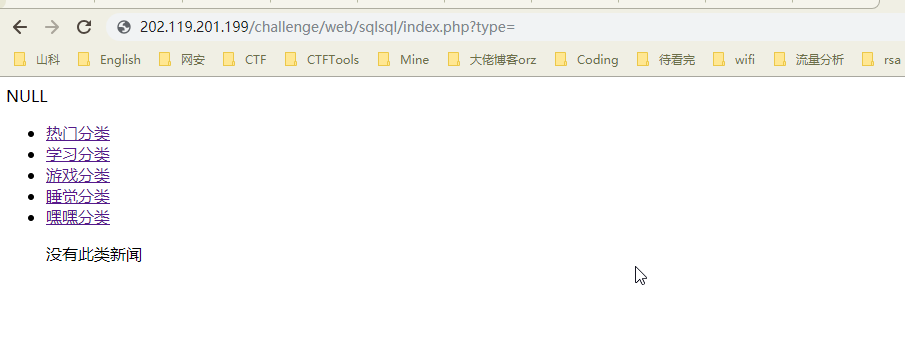 202.119.201.199/challenge/web/sqlsql/index.php?type=
山科 English 网安 CTF CTFTools Mine 大佬博客orz Coding 待看完 wifi 流量分析 rsa
NULL
热门分类
学习分类
游戏分类
睡觉分类
嘿嘿分类
没有此类新闻